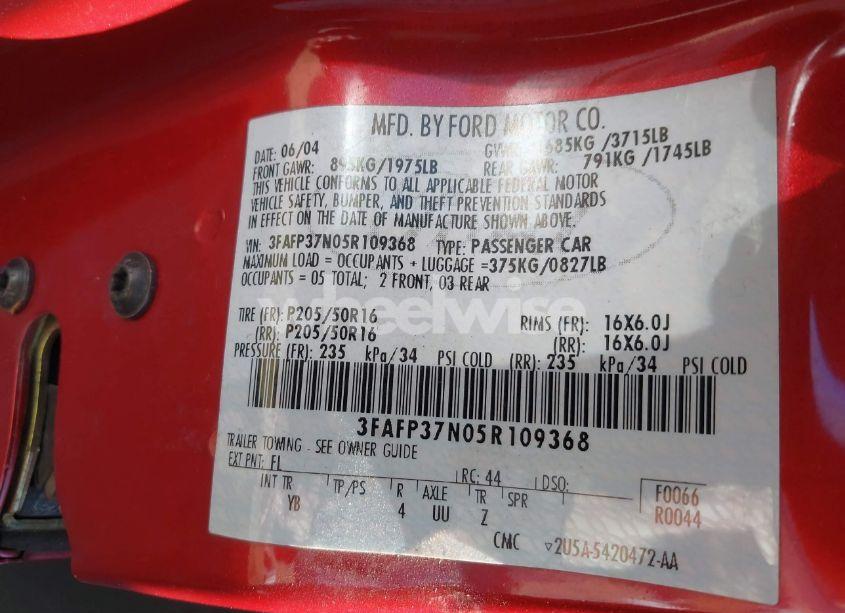 MFD. BY FORD MOTOR CO.
DATE: 06/04 GVWR: 1685KG /3715LB
FRONT GAWR: 895KG/1975LB REAR GAWR: 791KG /1745LB
THIS VEHICLE CONFORMS TO ALL APPLICABLE FEDERAL MOTOR
VEHICLE SAFETY, BUMPER, AND THEFT PREVENTION STANDARDS
IN EFFECT ON THE DATE OF MANUFACTURE SHOWN ABOVE.
VIN: 3FAFP37N05R109368 TYPE: PASSENGER CAR
MAXIMUM LOAD = OCCUPANTS + LUGGAGE =375KG/0827LB
OCCUPANTS = 05 TOTAL; 2 FRONT, 03 REAR
wheelwise
TIRE (FR): P205/50R16 RIMS (FR): 16X6.0J
(RR): P205/50R16 (RR): 16X6.0J
PRESSURE (FR): 235 kPa/34 PSI COLD (RR): 235 kPa/34 PSI COLD
3FAFP37N05R109368
TRAILER TOWING - SEE OWNER GUIDE
EXT PNT: FL RC: 44 DSO: F0066
INT TR TP/PS R AXLE TR SPR R0044
YB 4 UU Z
CMC ▽2U5A-5420472-AA